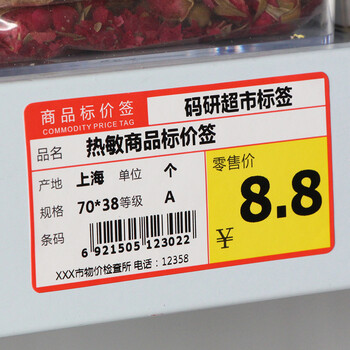 商品标价签 码研超市标签
COMMODITY PRICE TAG
品名 热敏商品标价签
产地 上海 单位 个 零售价
规格 70*38 等级 A ¥ 8.8
条码
6 921505 123022
XXX市物价检查所 电话：12358